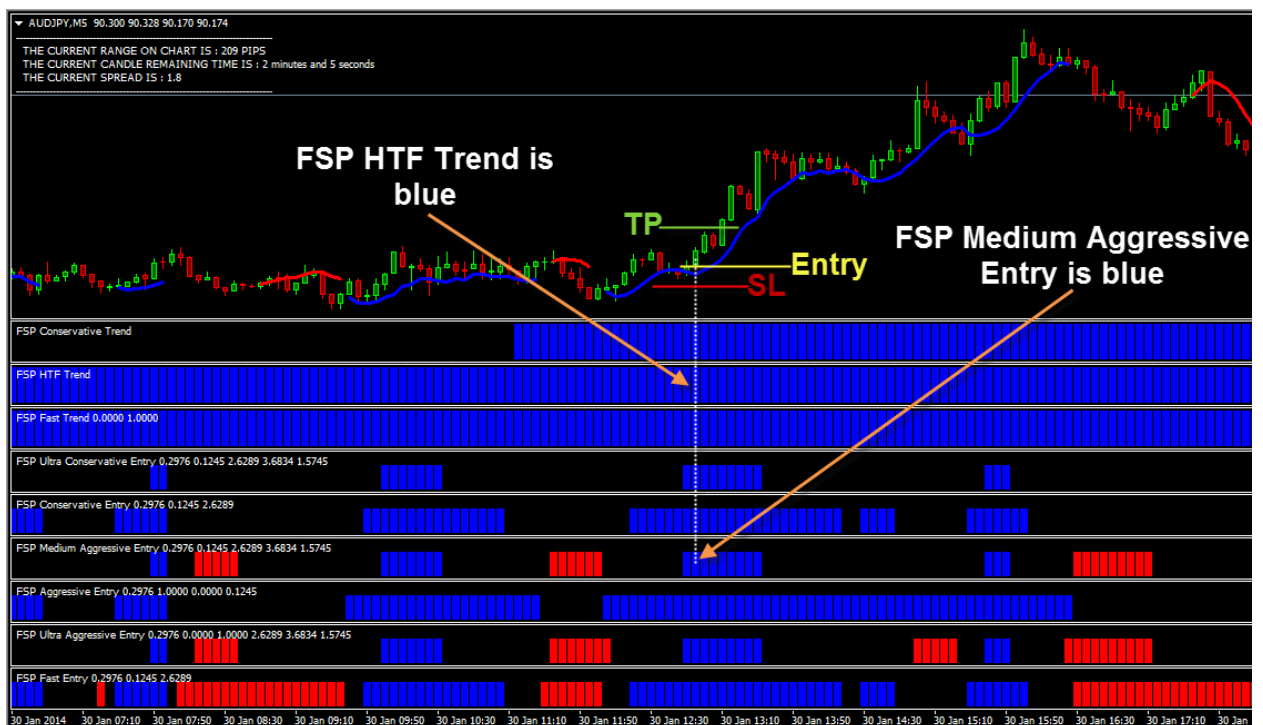 AUDJPY,M5 90.300 90.328 90.170 90.174
THE CURRENT RANGE ON CHART IS : 209 PIPS
THE CURRENT CANDLE REMAINING TIME IS : 2 minutes and 5 seconds
THE CURRENT SPREAD IS : 1.8
FSP HTF Trend is
blue
TP
FSP Medium Aggressive
Entry is blue
Entry
SL
FSP Conservative Trend
FSP HTF Trend
FSP Fast Trend 0.0000 1.0000
FSP Ultra Conservative Entry 0.2976 0.1245 2.6289 3.6834 1.5745
FSP Conservative Entry 0.2976 0.1245 2.6289
FSP Medium Aggressive Entry 0.2976 0.1245 2.6289 3.6834 1.5745
FSP Aggressive Entry 0.2976 1.0000 0.0000 0.1245
FSP Ultra Aggressive Entry 0.2976 0.0000 1.0000 2.6289 3.6834 1.5745
FSP Fast Entry 0.2976 0.1245 2.6289
30 Jan 2014 30 Jan 07:10 30 Jan 07:50 30 Jan 08:30 30 Jan 09:10 30 Jan 09:50 30 Jan 10:30 30 Jan 11:10 30 Jan 11:50 30 Jan 12:30 30 Jan 13:10 30 Jan 13:50 30 Jan 14:30 30 Jan 15:10 30 Jan 15:50 30 Jan 16:30 30 Jan 17:10 30 Jan